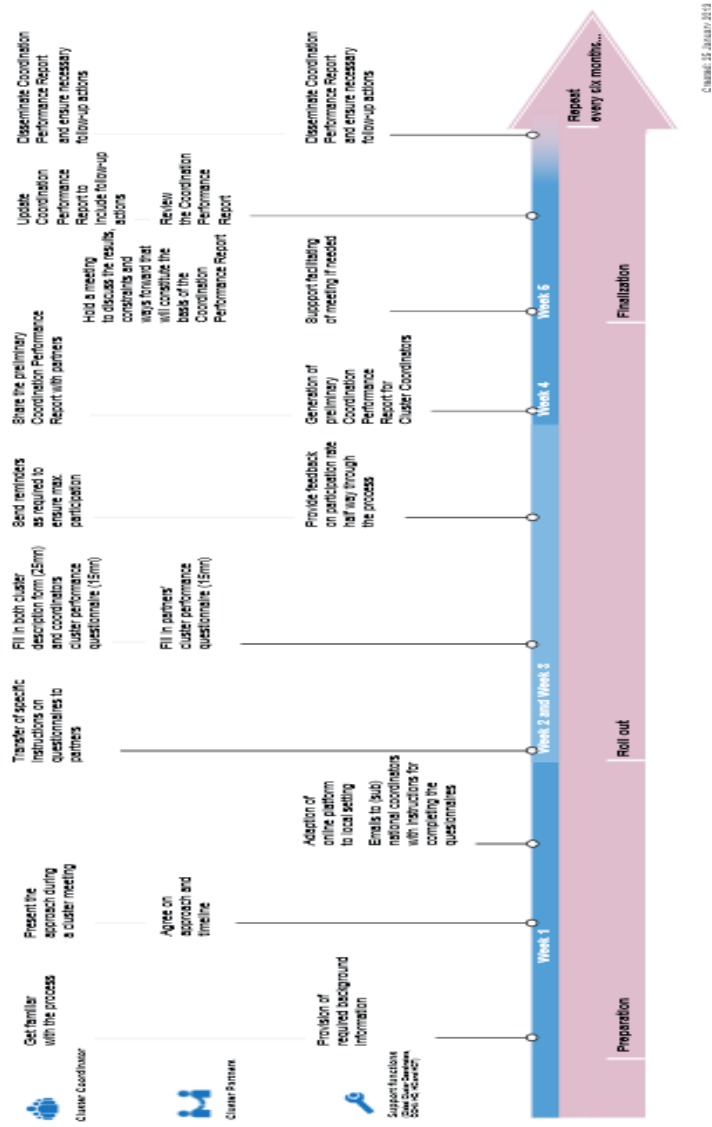 Cluster Coordinator
Get familiar
with the process
Present the
approach during
a cluster meeting
Transfer of specific
instructions on
questionnaires to
partners
Fill in both cluster
description form (25mn)
and coordinators
cluster performance
questionnaire (15mn)
Send reminders
as required to
ensure max.
participation
Share the preliminary
Coordination Performance
Report with partners
Hold a meeting
to discuss the results,
constraints and
ways forward that
will constitute the
basis of the
Coordination
Performance Report
Update
Coordination
Performance
Report to
include follow-up
actions
Disseminate Coordination
Performance Report
and ensure necessary
follow-up actions
Cluster Partners
Agree on
approach and
timeline
Fill in partners'
cluster performance
questionnaire (15mn)
Review
the Coordination
Performance
Report
Support functions
Provision of
required background
information
Adaption of
online platform
to local setting
Emails to (sub)
national coordinators
with instructions for
completing the
quesionnaires
Provide feedback
on participation rate
half way through
the process
Generation of
preliminary
Coordination
Performance
Report for
Cluster Coordinators
Suppport facilitating
of meeting if needed
Disseminate Coordination
Performance Report
and ensure necessary
follow-up actions
Week 1
Week 2 and Week 3
Week 4
Week 5
Preparation
Roll out
Finalization
Repeat
every six months...
Created: 25 January 2013